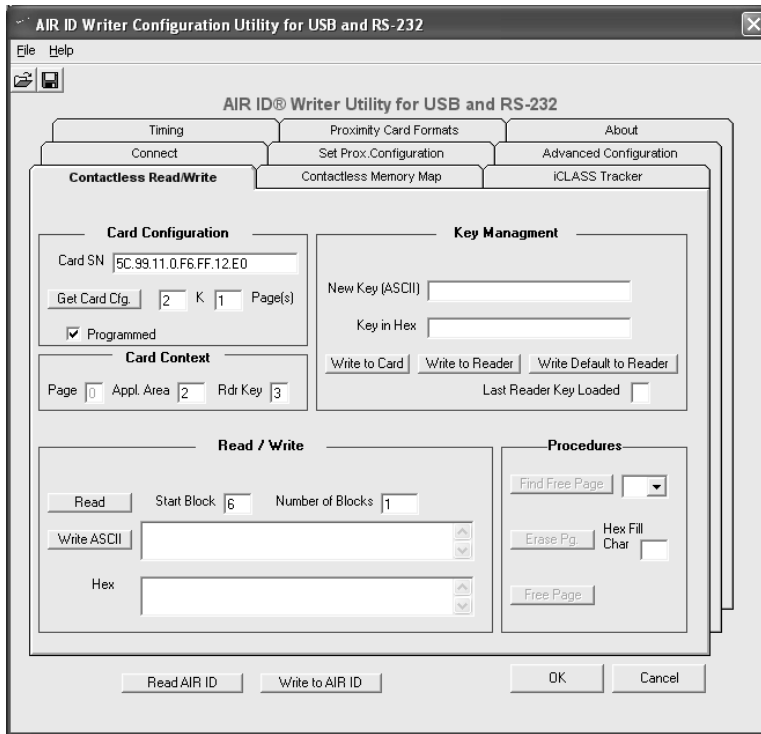 AIR ID Writer Configuration Utility for USB and RS-232
File Help
AIR ID® Writer Utility for USB and RS-232
Timing Proximity Card Formats About
Connect Set Prox.Configuration Advanced Configuration
Contactless Read/Write Contactless Memory Map iCLASS Tracker
Card Configuration
Card SN 5C.99.11.0.F6.FF.12.E0
Get Card Cfg. 2 K 1 Page(s)
Programmed
Card Context
Page 0 Appl. Area 2 Rdr Key 3
Key Managment
New Key (ASCII)
Key in Hex
Write to Card Write to Reader Write Default to Reader
Last Reader Key Loaded
Read / Write
Read Start Block 6 Number of Blocks 1
Write ASCII
Hex
Procedures
Find Free Page
Erase Pg. Hex Fill
Char
Free Page
Read AIR ID Write to AIR ID OK Cancel